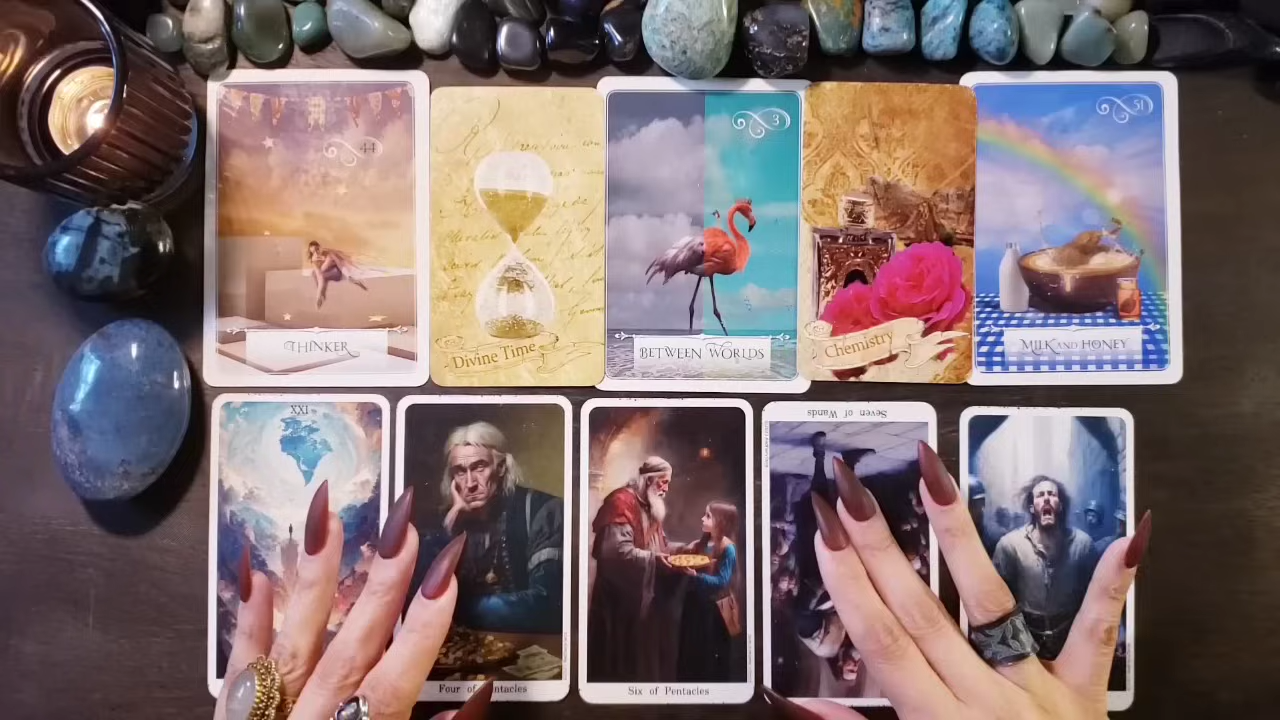 44
THINKER
Divine Time
3
BETWEEN WORLDS
Chemistry
51
MILK AND HONEY
XXI
Four of
ntacles
Six of Pentacles
Seven of Wands